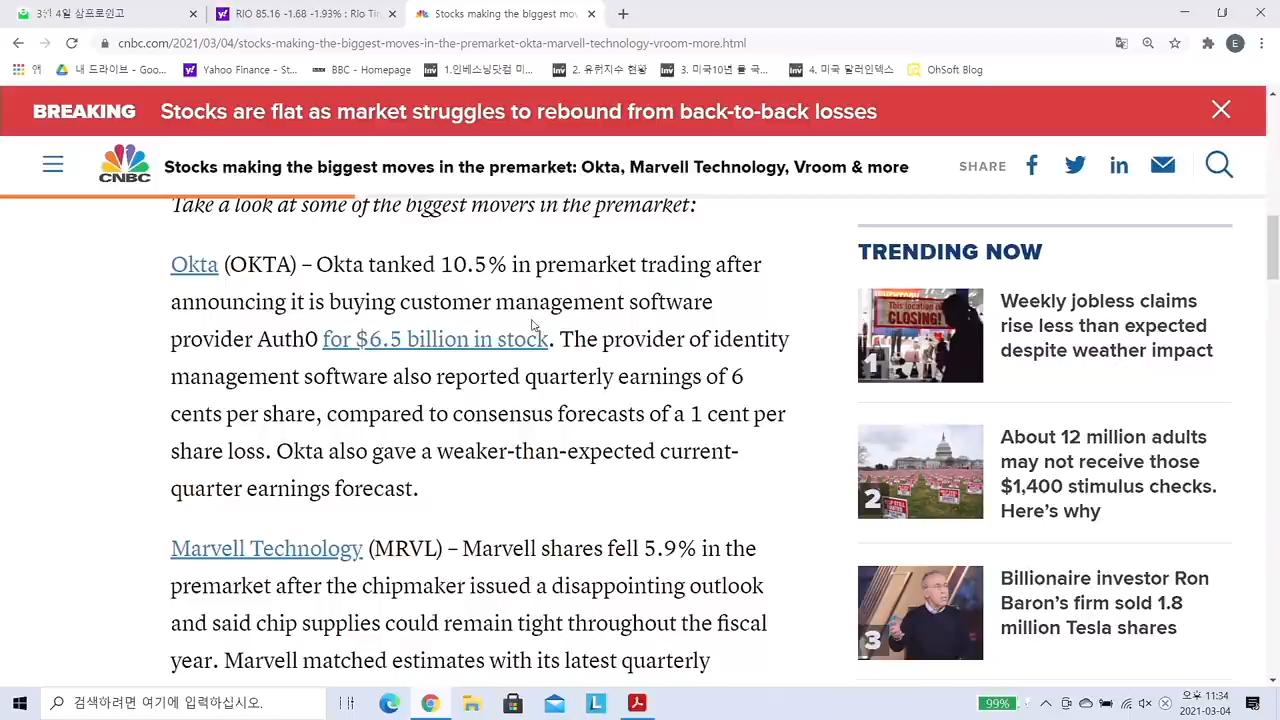 3월 4일 삼프로원고
RIO 85.16 -1.68 -1.93% : Rio Ti
Stocks making the biggest mov
cnbc.com/2021/03/04/stocks-making-the-biggest-moves-in-the-premarket-okta-marvell-technology-vroom-more.html
E
앱
내 드라이브 - Goo...
Yahoo Finance - St...
BBC - Homepage
1.인베스닝닷컴 미...
2. 유뤼지수 현황
3. 미국10년 률 국...
4. 미국 달러인덱스
OhSoft Blog
BREAKING Stocks are flat as market struggles to rebound from back-to-back losses
CNBC
Stocks making the biggest moves in the premarket: Okta, Marvell Technology, Vroom & more
SHARE
Take a look at some of the biggest movers in the premarket:
Okta (OKTA) – Okta tanked 10.5% in premarket trading after
announcing it is buying customer management software
provider Auth0 for $6.5 billion in stock. The provider of identity
management software also reported quarterly earnings of 6
cents per share, compared to consensus forecasts of a 1 cent per
share loss. Okta also gave a weaker-than-expected current-
quarter earnings forecast.
Marvell Technology (MRVL) – Marvell shares fell 5.9% in the
premarket after the chipmaker issued a disappointing outlook
and said chip supplies could remain tight throughout the fiscal
year. Marvell matched estimates with its latest quarterly
TRENDING NOW
This location is
CLOSING!
1
Weekly jobless claims
rise less than expected
despite weather impact
2
About 12 million adults
may not receive those
$1,400 stimulus checks.
Here's why
3
Billionaire investor Ron
Baron's firm sold 1.8
million Tesla shares
검색하려면 여기에 입력하십시오.
99%
오후 11:34
2021-03-04